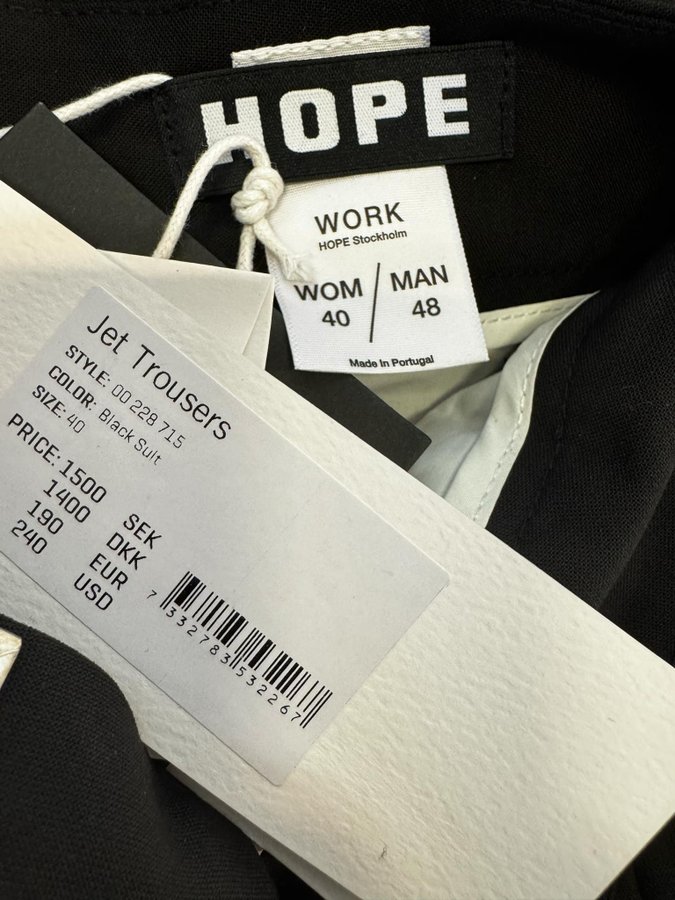 HOPE
WORK
HOPE Stockholm
WOM / MAN
40 48
Made in Portugal
Jet Trousers
STYLE: 00 228 715
COLOR: Black Suit
SIZE: 40
PRICE: 1500 SEK
1400 DKK
190 EUR
240 USD
7 332783 532267